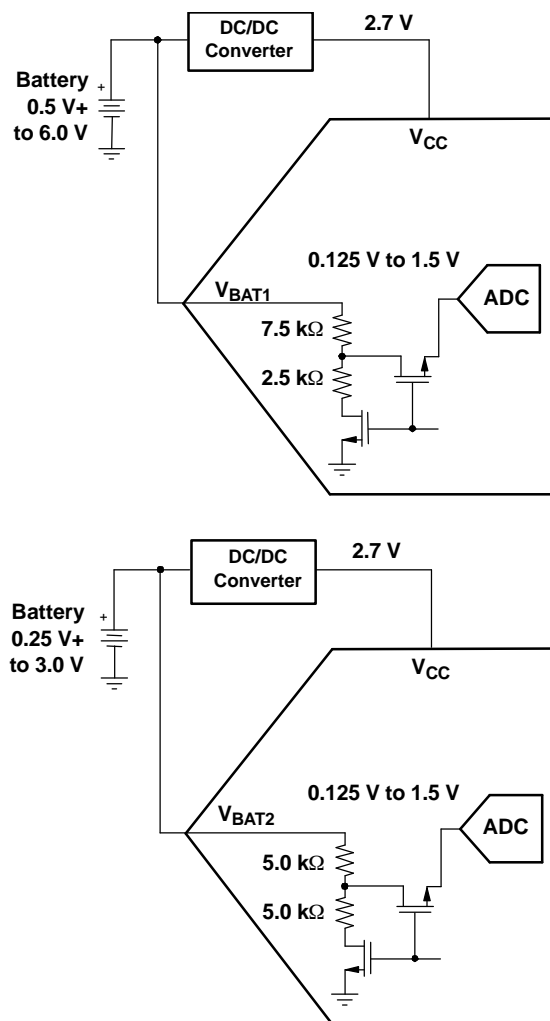 DC/DC
Converter
2.7 V
Battery
0.5 V+
to 6.0 V
+
VCC
0.125 V to 1.5 V
VBAT1
ADC
7.5 kΩ
2.5 kΩ
DC/DC
Converter
2.7 V
Battery
0.25 V+
to 3.0 V
+
VCC
0.125 V to 1.5 V
VBAT2
ADC
5.0 kΩ
5.0 kΩ